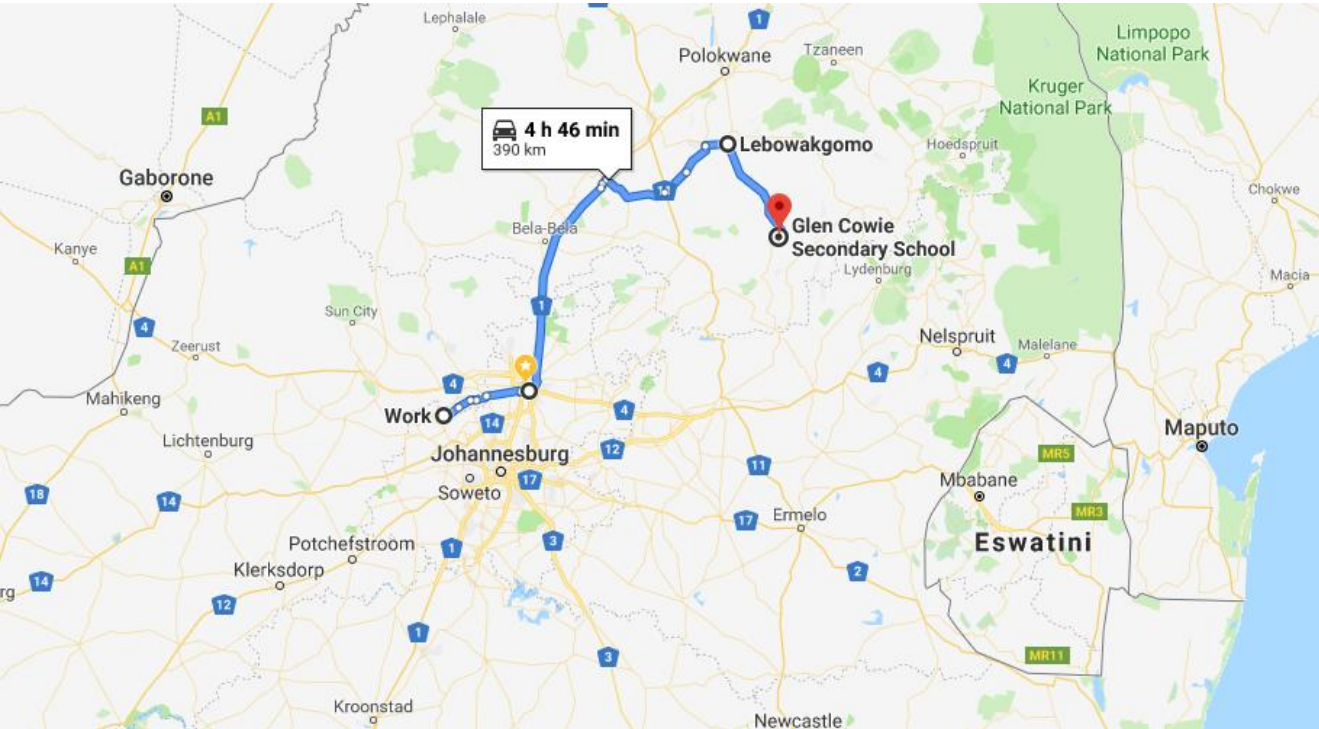 Lephalale
1
Polokwane
Tzaneen
Limpopo
National Park
Kruger
National Park
A1
4 h 46 min
390 km
Lebowakgomo
Hoedspruit
Gaborone
Chokwe
Bela-Bela
Glen Cowie
Secondary School
Kanye
A1
Lydenburg
Macia
1
Sun City
4
Zeerust
Nelspruit
Malelane
4
4
4
Mahikeng
Work
14
4
Lichtenburg
Johannesburg
12
Maputo
MR5
11
17
Soweto
Mbabane
18
14
MR3
17
Ermelo
Eswatini
Potchefstroom
1
3
Klerksdorp
2
14
rg
12
1
3
MR11
Kroonstad
Newcastle